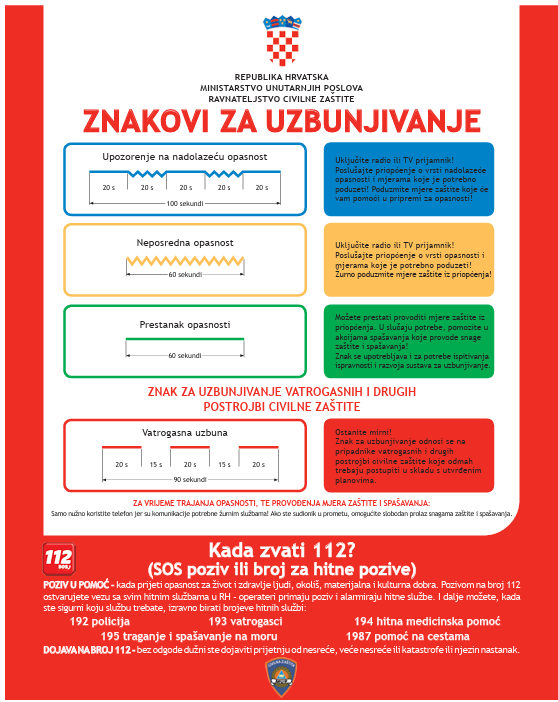 REPUBLIKA HRVATSKA
MINISTARSTVO UNUTARNJIH POSLOVA
RAVNATELJSTVO CIVILNE ZAŠTITE
ZNAKOVI ZA UZBUNJIVANJE
Upozorenje na nadolazeću opasnost
20 s 20 s 20 s 20 s 20 s
100 sekundi
Uključite radio ili TV prijamnik!
Poslušajte priopćenje o vrsti nadolazeće
opasnosti i mjerama koje je potrebno
poduzeti! Poduzmite mjere zaštite koje će
vam pomoći u pripremi za opasnosti!
Neposredna opasnost
60 sekundi
Uključite radio ili TV prijamnik!
Poslušajte priopćenje o vrsti opasnosti i
mjerama koje je potrebno poduzeti!
Žurno poduzmite mjere zaštite iz priopćenja!
Prestanak opasnosti
60 sekundi
Možete prestati provoditi mjere zaštite iz
priopćenja. U slučaju potrebe, pomozite u
akcijama spašavanja koje provode snage
zaštite i spašavanja!
Znak se upotrebljava i za potrebe ispitivanja
ispravnosti i razvoja sustava za uzbunjivanje.
ZNAK ZA UZBUNJIVANJE VATROGASNIH I DRUGIH
POSTROJBI CIVILNE ZAŠTITE
Vatrogasna uzbuna
20 s 15 s 20 s 15 s 20 s
90 sekundi
Ostanite mirni!
Znak za uzbunjivanje odnosi se na
pripadnike vatrogasnih i drugih
postrojbi civilne zaštite koje odmah
trebaju postupiti u skladu s utvrđenim
planovima.
ZA VRIJEME TRAJANJA OPASNOSTI, TE PROVOĐENJA MJERA ZAŠTITE I SPAŠAVANJA:
Samo nužno koristite telefon jer su komunikacije potrebne žurnim službama! Ako ste sudionik u prometu, omogućite slobodan prolaz snagama zaštite i spašavanja.
112
Kada zvati 112?
(SOS poziv ili broj za hitne pozive)
POZIV U POMOĆ - kada prijeti opasnost za život i zdravlje ljudi, okoliš, materijalna i kulturna dobra. Pozivom na broj 112
ostvarujete vezu sa svim hitnim službama u RH - operateri primaju poziv i alarmiraju hitne službe. I dalje možete, kada
ste sigurni koju službu trebate, izravno birati brojeve hitnih službi:
192 policija 193 vatrogasci 194 hitna medicinska pomoć
195 traganje i spašavanje na moru 1987 pomoć na cestama
DOJAVA NA BROJ 112 - bez odgode dužni ste dojaviti prijetnju od nesreće, veće nesreće ili katastrofe ili njezin nastanak.
CIVILNA ZAŠTITA